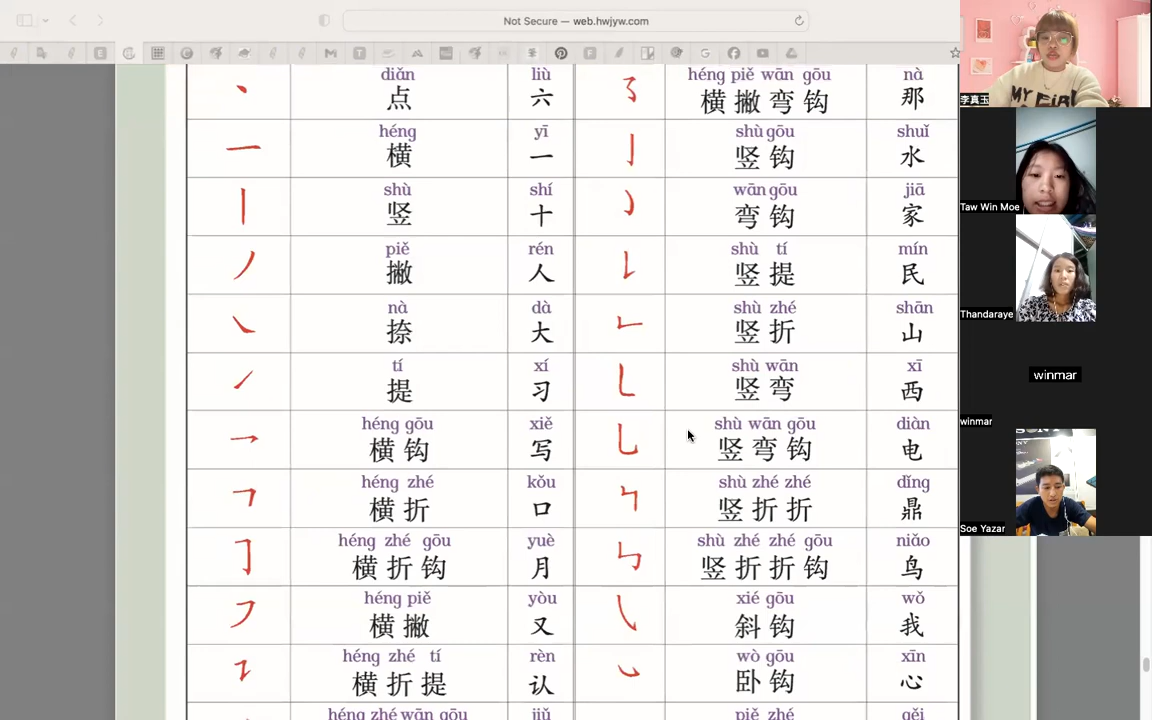 Not Secure — web.hwjyw.com
diǎn liù héng piě wān gōu nà
点 六 横 撇 弯 钩 那
héng yī shù gōu shuǐ
横 一 竖 钩 水
shù shí wān gōu jiā
竖 十 弯 钩 家
piě rén shù tí mín
撇 人 竖 提 民
nà dà shù zhé shān
捺 大 竖 折 山
tí xí shù wān xī
提 习 竖 弯 西
héng gōu xiě shù wān gōu diàn
横 钩 写 竖 弯 钩 电
héng zhé kǒu shù zhé zhé dǐng
横 折 口 竖 折 折 鼎
héng zhé gōu yuè shù zhé zhé gōu niǎo
横 折 钩 月 竖 折 折 钩 鸟
héng piě yòu xié gōu wǒ
横 撇 又 斜 钩 我
héng zhé tí rèn wò gōu xīn
横 折 提 认 卧 钩 心
héng zhé wān gōu jiǔ piě zhé gěi
MY GiRL
李真玉
Taw Win Moe
Thandaraye
winmar
winmar
Soe Yazar